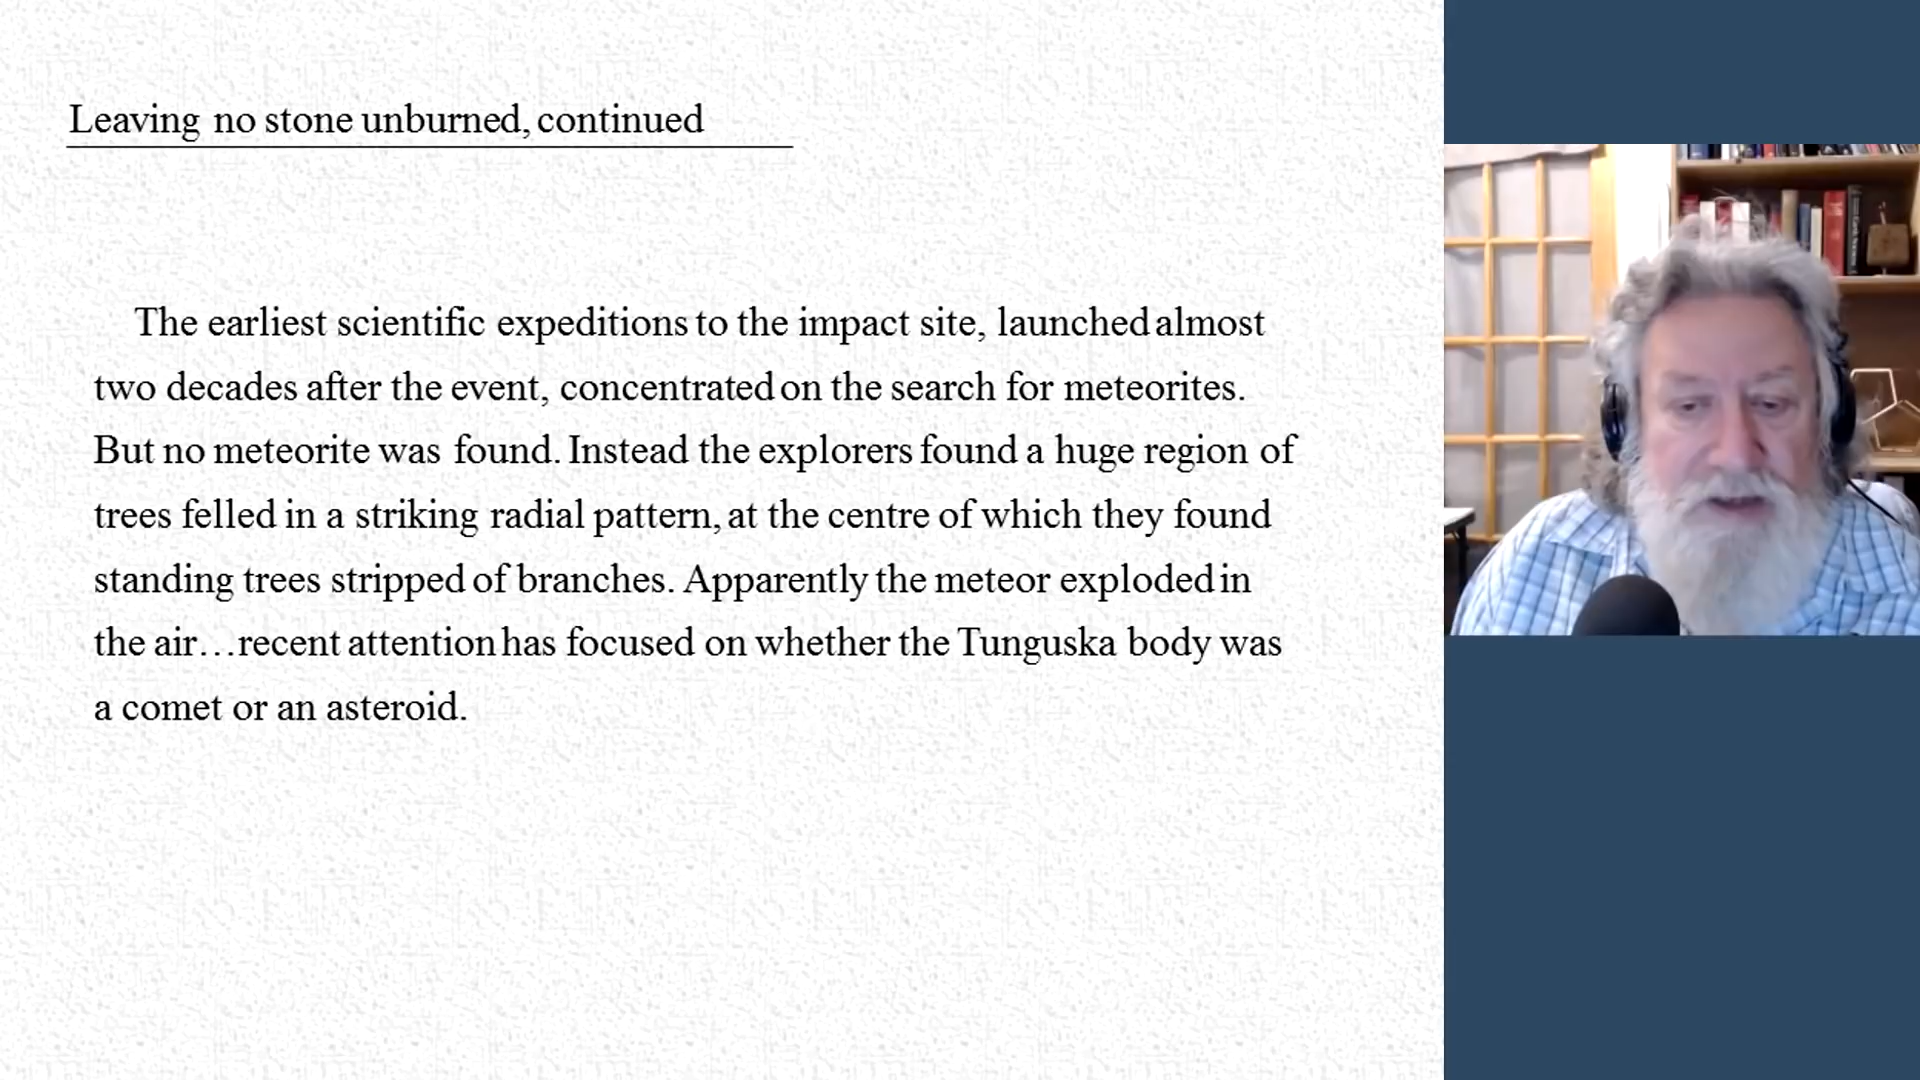 Leaving no stone unburned, continued
The earliest scientific expeditions to the impact site, launched almost
two decades after the event, concentrated on the search for meteorites.
But no meteorite was found. Instead the explorers found a huge region of
trees felled in a striking radial pattern, at the centre of which they found
standing trees stripped of branches. Apparently the meteor exploded in
the air…recent attention has focused on whether the Tunguska body was
a comet or an asteroid.